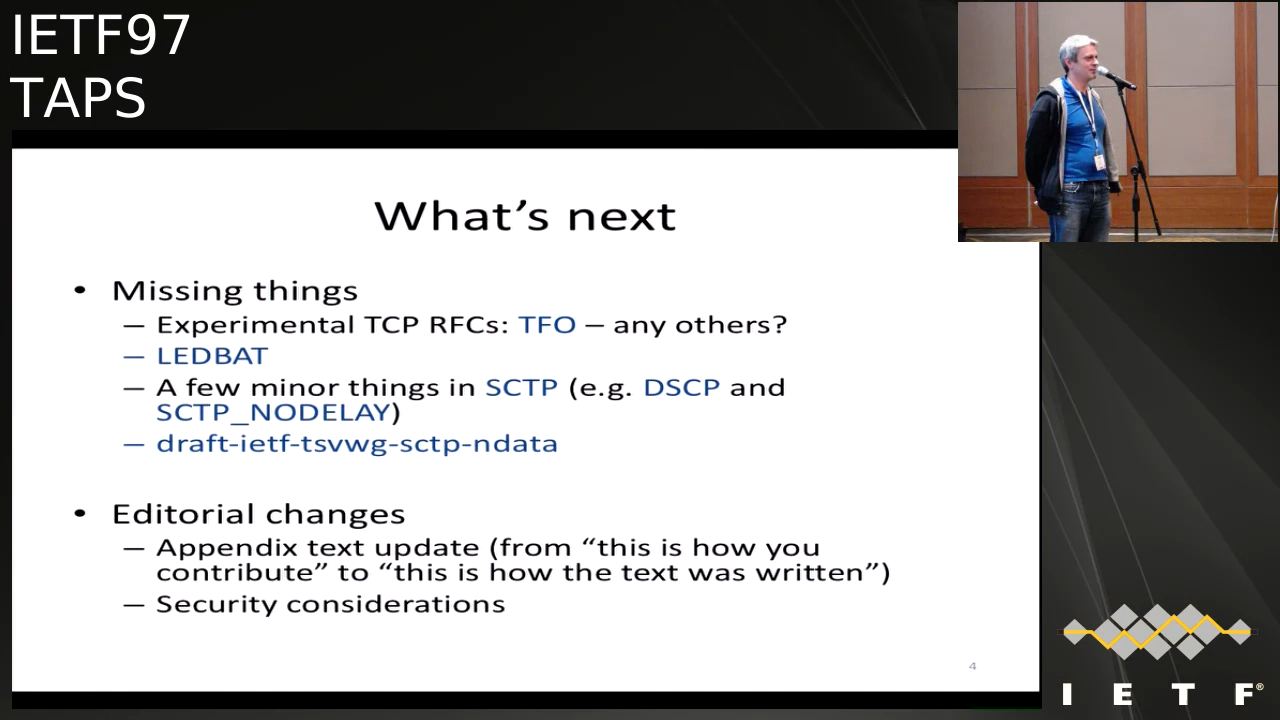 IETF97
TAPS
What’s next
• Missing things
– Experimental TCP RFCs: TFO – any others?
– LEDBAT
– A few minor things in SCTP (e.g. DSCP and
SCTP_NODELAY)
– draft-ietf-tsvwg-sctp-ndata
• Editorial changes
– Appendix text update (from “this is how you
contribute” to “this is how the text was written”)
– Security considerations
4
I E T F®